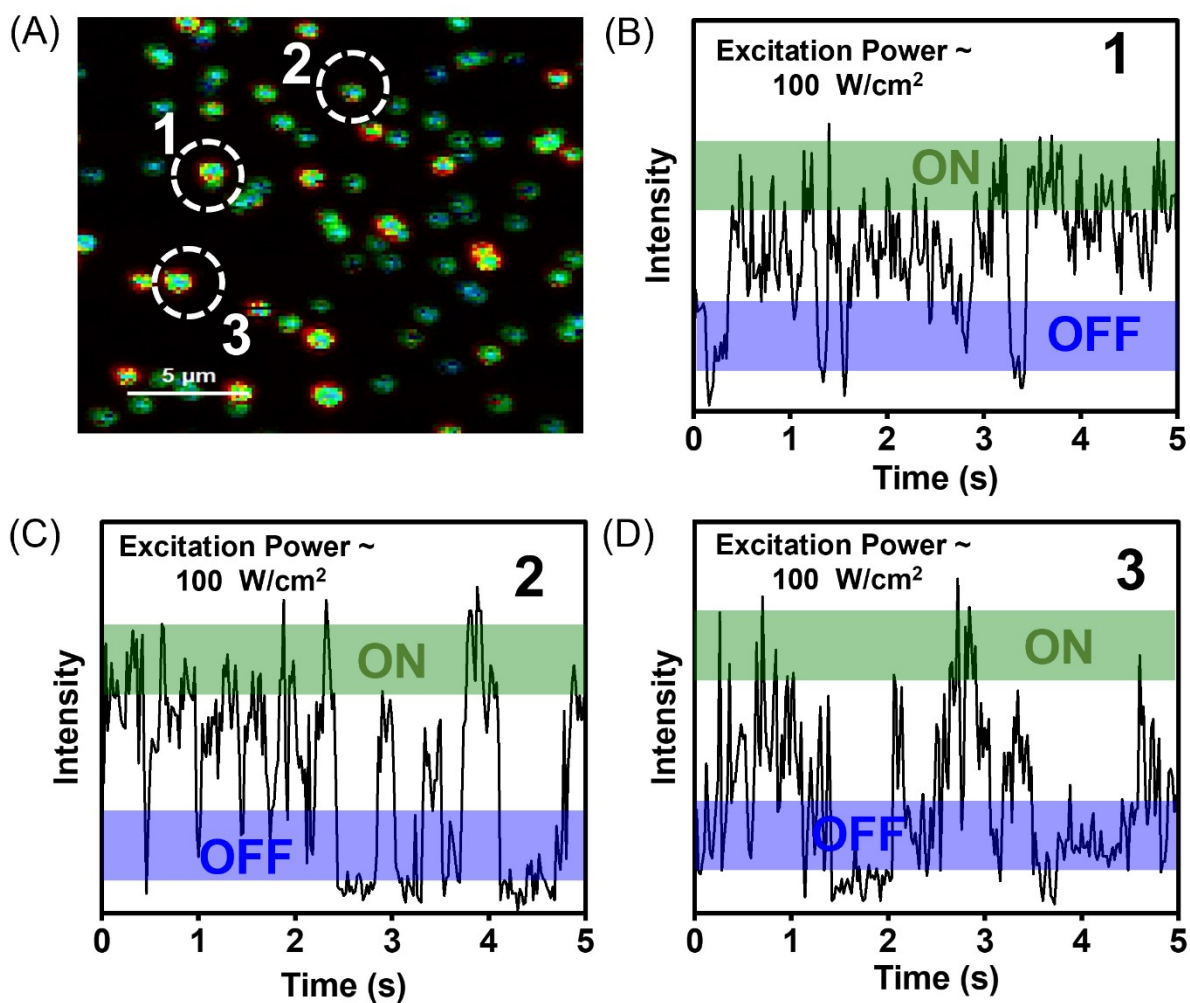 (A)
1
2
3
5 µm
(B)
Excitation Power ~
100 W/cm²
1
ON
OFF
Intensity
0 1 2 3 4 5
Time (s)
(C)
Excitation Power ~
100 W/cm²
2
ON
OFF
Intensity
0 1 2 3 4 5
Time (s)
(D)
Excitation Power ~
100 W/cm²
3
ON
OFF
Intensity
0 1 2 3 4 5
Time (s)